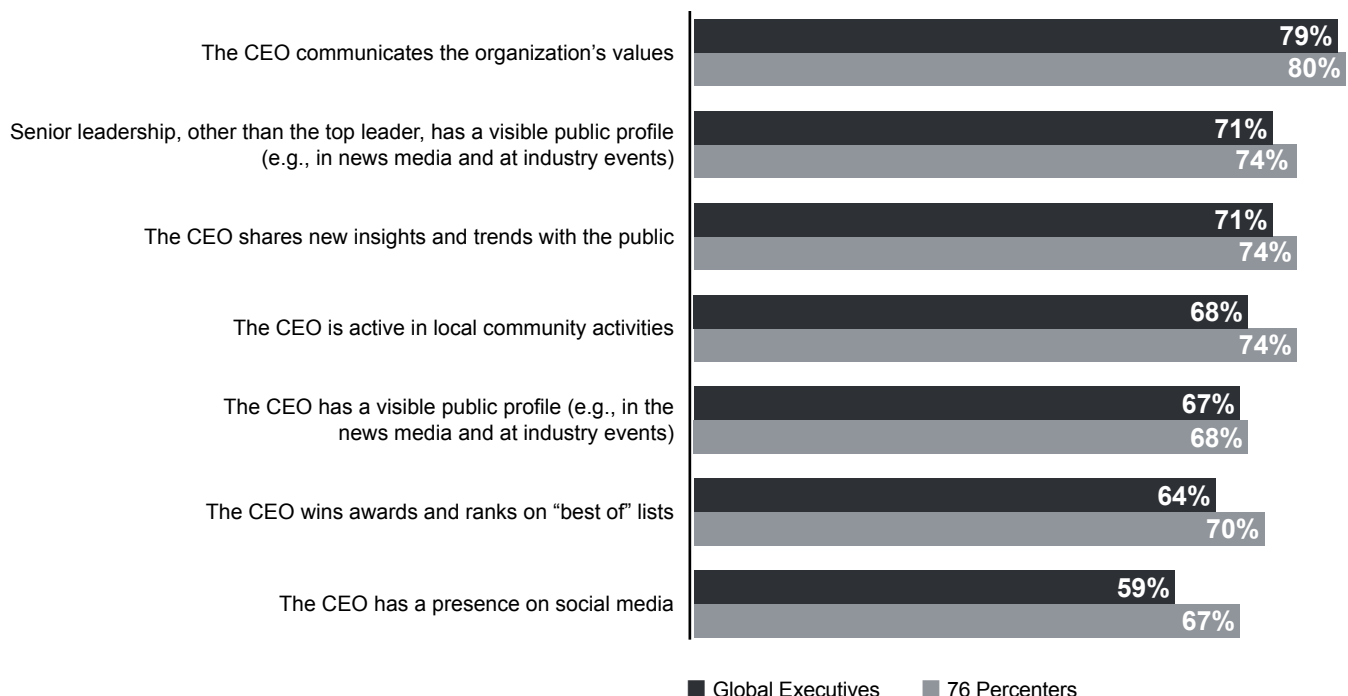 The CEO communicates the organization’s values
79%
80%
Senior leadership, other than the top leader, has a visible public profile
(e.g., in news media and at industry events)
71%
74%
The CEO shares new insights and trends with the public
71%
74%
The CEO is active in local community activities
68%
74%
The CEO has a visible public profile (e.g., in the
news media and at industry events)
67%
68%
The CEO wins awards and ranks on “best of” lists
64%
70%
The CEO has a presence on social media
59%
67%
Global Executives
76 Percenters